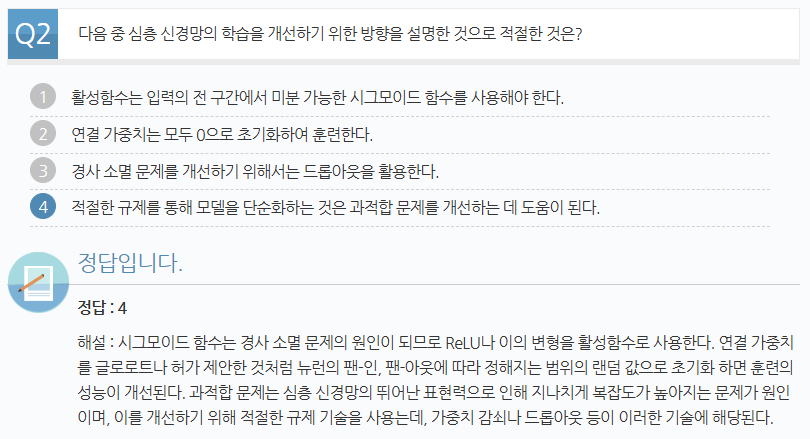 Q2 다음 중 심층 신경망의 학습을 개선하기 위한 방향을 설명한 것으로 적절한 것은?
1 활성함수는 입력의 전 구간에서 미분 가능한 시그모이드 함수를 사용해야 한다.
2 연결 가중치는 모두 0으로 초기화하여 훈련한다.
3 경사 소멸 문제를 개선하기 위해서는 드롭아웃을 활용한다.
4 적절한 규제를 통해 모델을 단순화하는 것은 과적합 문제를 개선하는 데 도움이 된다.
정답입니다.
정답 : 4
해설 : 시그모이드 함수는 경사 소멸 문제의 원인이 되므로 ReLU나 이의 변형을 활성함수로 사용한다. 연결 가중치
를 글로로트나 허가 제안한 것처럼 뉴런의 팬-인, 팬-아웃에 따라 정해지는 범위의 랜덤 값으로 초기화 하면 훈련의
성능이 개선된다. 과적합 문제는 심층 신경망의 뛰어난 표현력으로 인해 지나치게 복잡도가 높아지는 문제가 원인
이며, 이를 개선하기 위해 적절한 규제 기술을 사용는데, 가중치 감쇠나 드롭아웃 등이 이러한 기술에 해당된다.